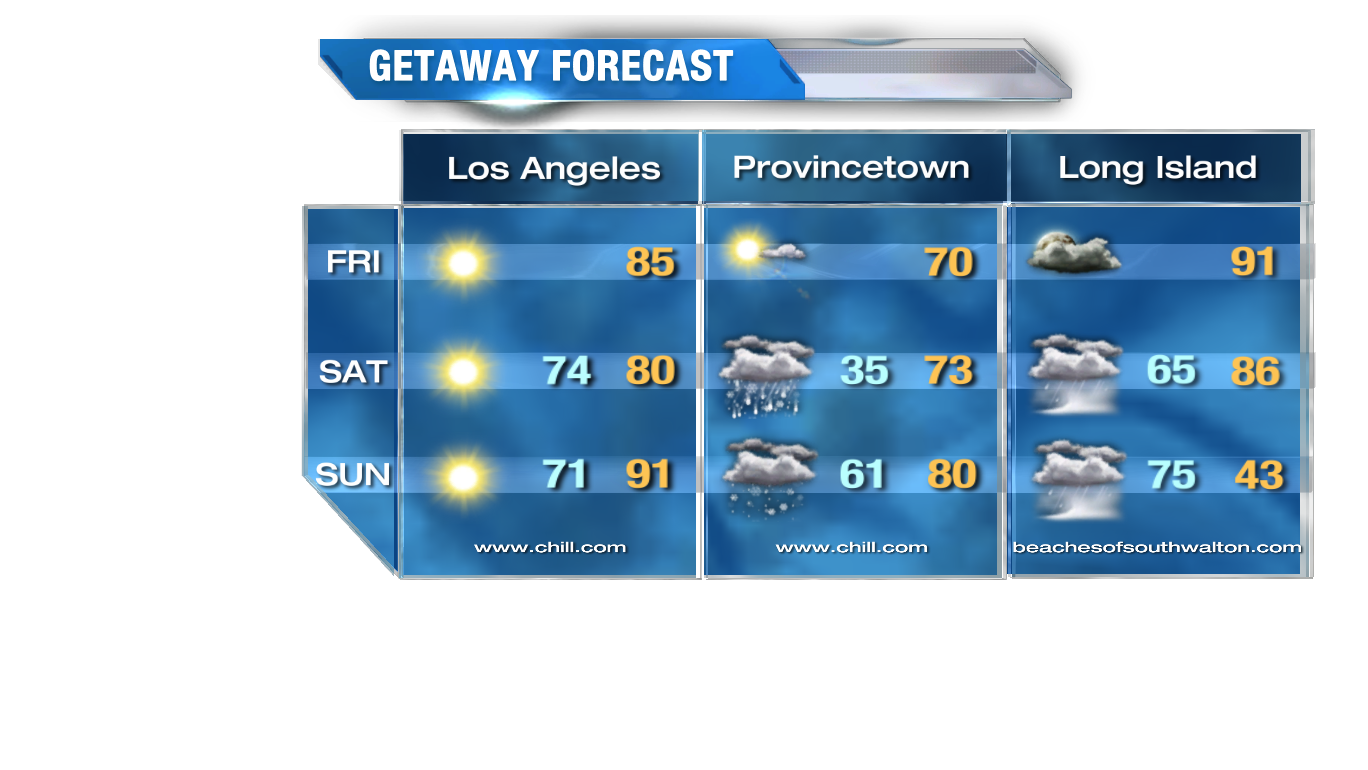 GETAWAY FORECAST
Los Angeles Provincetown Long Island
FRI 85 70 91
SAT 74 80 35 73 65 86
SUN 71 91 61 80 75 43
www.chill.com www.chill.com beachesofsouthwalton.com